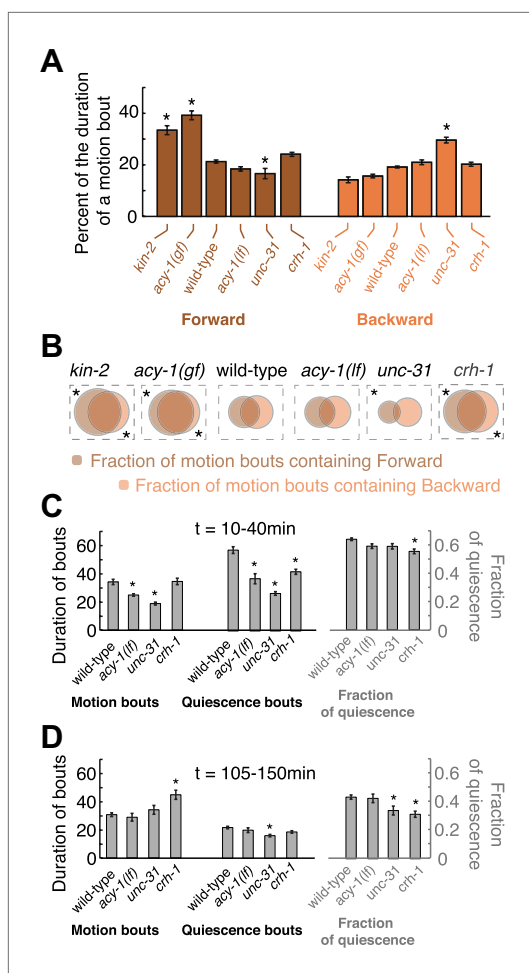 A
Percent of the duration
of a motion bout
40
20
0
kin-2
acy-1(gf)
wild-type
acy-1(lf)
unc-31
crh-1
kin-2
acy-1(gf)
wild-type
acy-1(lf)
unc-31
crh-1
* * * *
Forward
Backward
B
kin-2 acy-1(gf) wild-type acy-1(lf) unc-31 crh-1
* * * * * * *
Fraction of motion bouts containing Forward
Fraction of motion bouts containing Backward
C
t = 10-40min
Duration of bouts
60
40
20
0
* * * * * *
0.6
0.4
0.2
0
Fraction
of quiescence
wild-type
acy-1(lf)
unc-31
crh-1
Motion bouts
wild-type
acy-1(lf)
unc-31
crh-1
Quiescence bouts
wild-type
acy-1(lf)
unc-31
crh-1
Fraction
of quiescence
D
t = 105-150min
Duration of bouts
60
40
20
0
* * * *
0.6
0.4
0.2
0
Fraction
of quiescence
wild-type
acy-1(lf)
unc-31
crh-1
Motion bouts
wild-type
acy-1(lf)
unc-31
crh-1
Quiescence bouts
wild-type
acy-1(lf)
unc-31
crh-1
Fraction
of quiescence